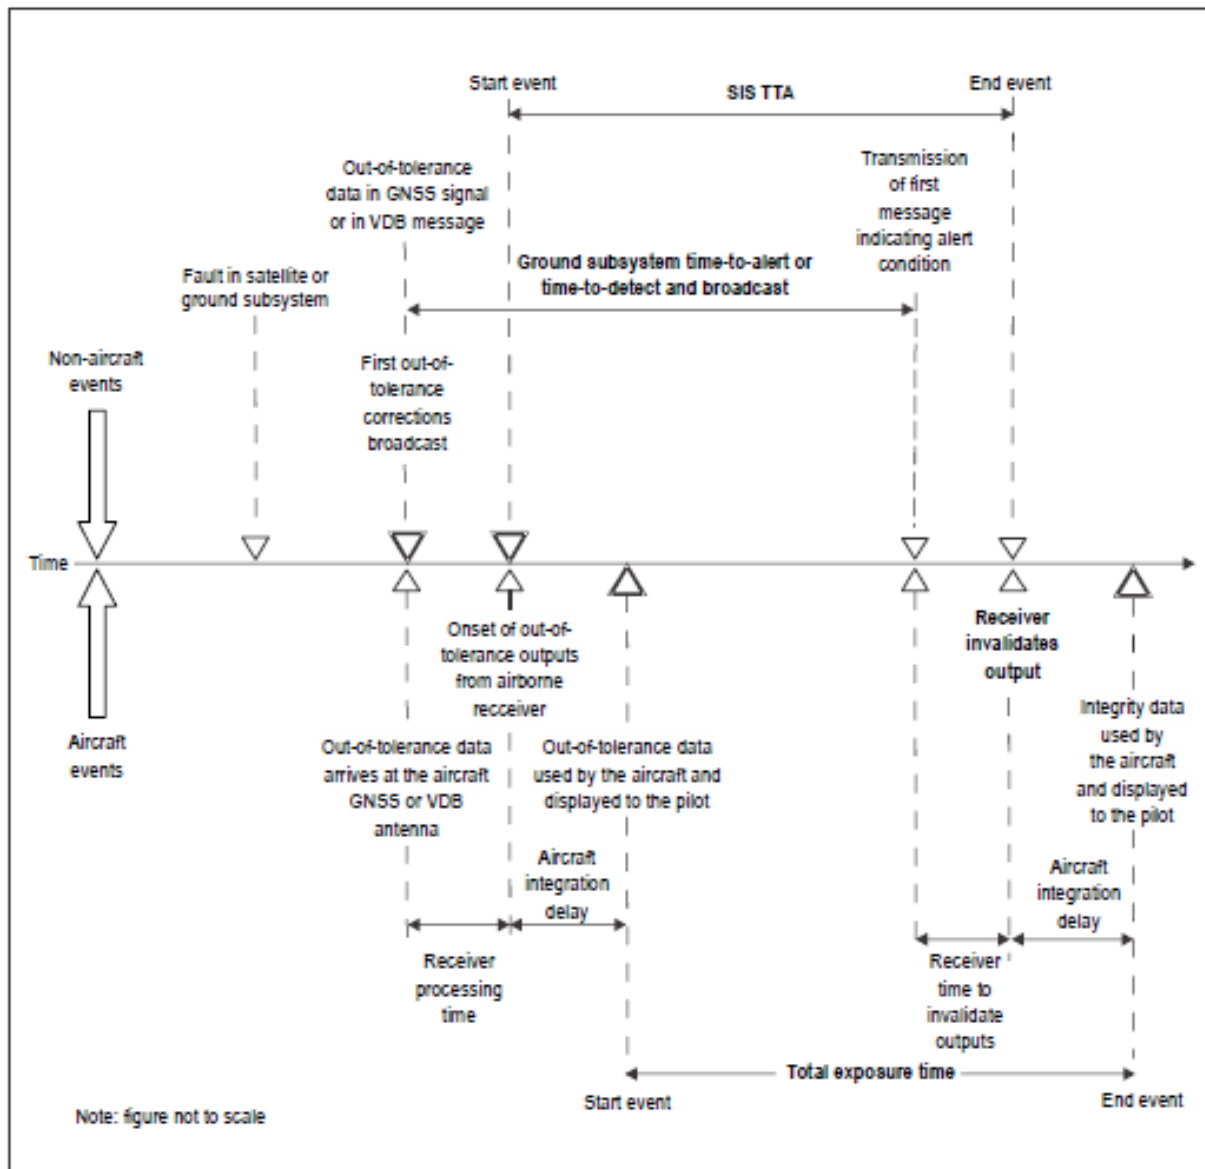 Start event
End event
SIS TTA
Out-of-tolerance
data in GNSS signal
or in VDB message
Transmission
of first
message
indicating alert
condition
Ground subsystem time-to-alert or
time-to-detect and broadcast
Fault in satellite or
ground subsystem
Non-aircraft
events
First out-of-
tolerance
corrections
broadcast
Time
Onset of out-of-
tolerance outputs
from airborne
recceiver
Receiver
invalidates
output
Aircraft
events
Out-of-tolerance data
arrives at the aircraft
GNSS or VDB
antenna
Out-of-tolerance data
used by the aircraft and
displayed to the pilot
Integrity data
used by
the aircraft
and displayed
to the pilot
Aircraft
integration
delay
Aircraft
integration
delay
Receiver
processing
time
Receiver
time to
invalidate
outputs
Total exposure time
Start event
End event
Note: figure not to scale